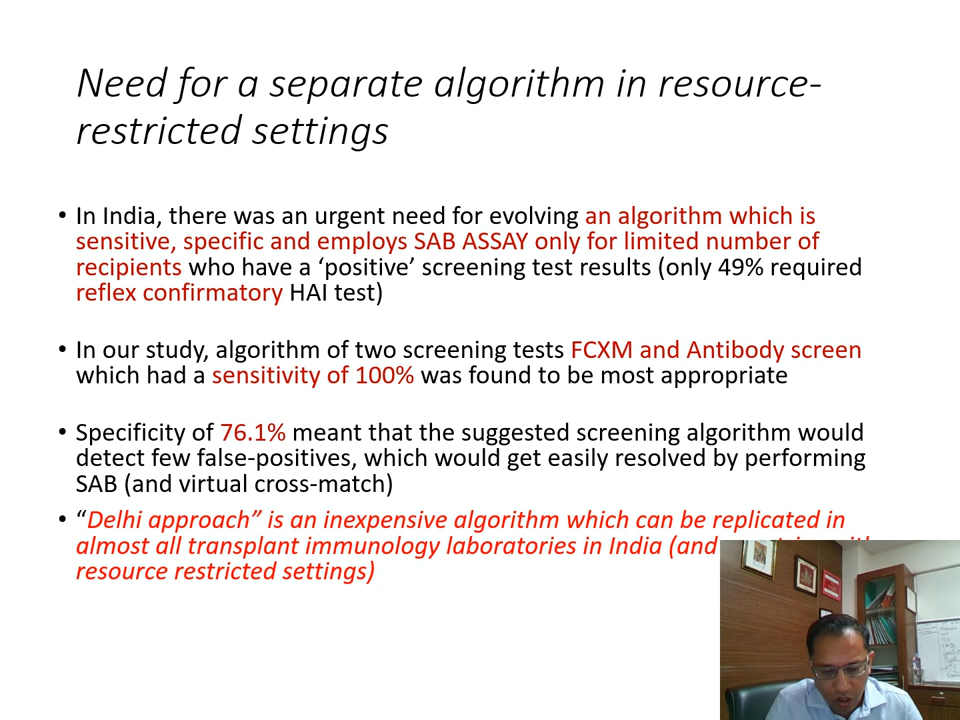 Need for a separate algorithm in resource-
restricted settings
• In India, there was an urgent need for evolving an algorithm which is
sensitive, specific and employs SAB ASSAY only for limited number of
recipients who have a ‘positive’ screening test results (only 49% required
reflex confirmatory HAI test)
• In our study, algorithm of two screening tests FCXM and Antibody screen
which had a sensitivity of 100% was found to be most appropriate
• Specificity of 76.1% meant that the suggested screening algorithm would
detect few false-positives, which would get easily resolved by performing
SAB (and virtual cross-match)
• “Delhi approach” is an inexpensive algorithm which can be replicated in
almost all transplant immunology laboratories in India (and
resource restricted settings)